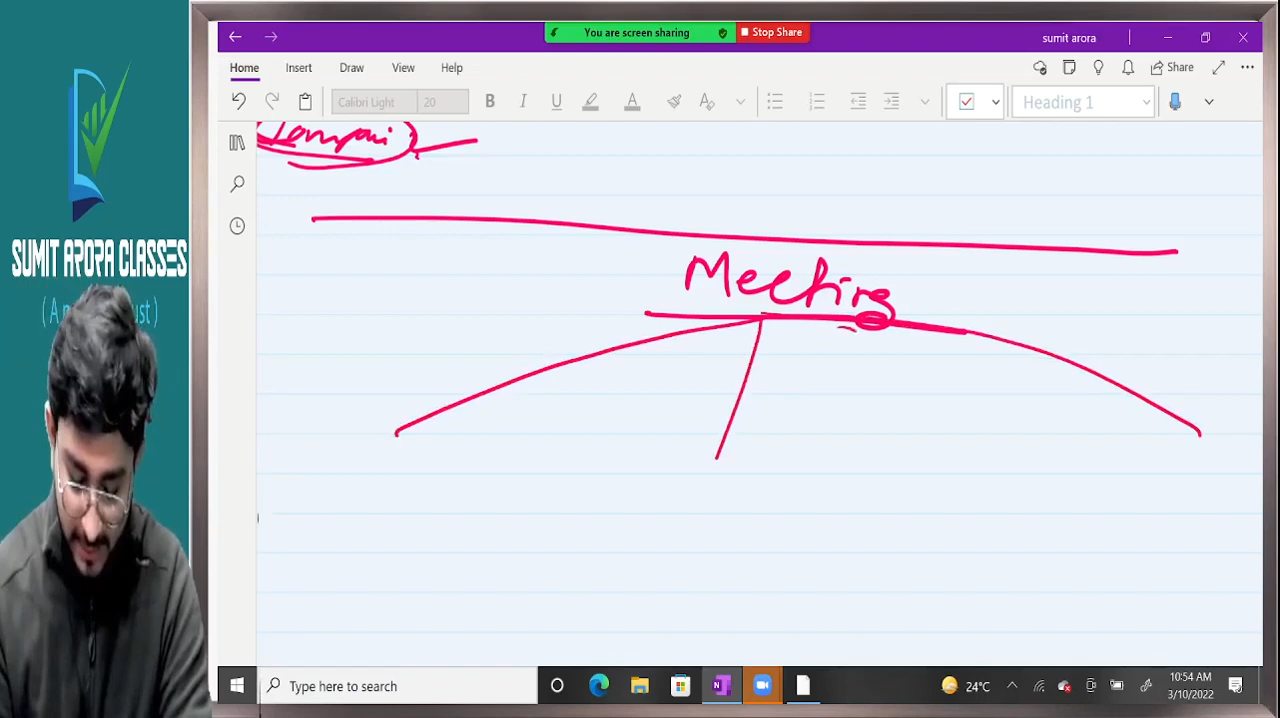 You are screen sharing Stop Share
sumit arora
Home Insert Draw View Help
Share
Calibri Light 20 B I U A A Heading 1
Meeting
SUMIT ARORA CLASSES
( A n ust )
Type here to search
N
24°C
10:54 AM
3/10/2022